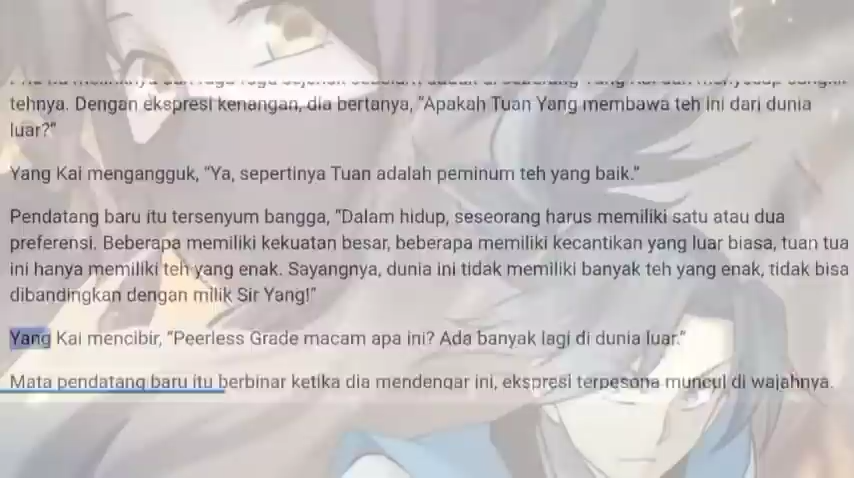 tehnya. Dengan ekspresi kenangan, dia bertanya, "Apakah Tuan Yang membawa teh ini dari dunia
luar?"
Yang Kai mengangguk, "Ya, sepertinya Tuan adalah peminum teh yang baik."
Pendatang baru itu tersenyum bangga, "Dalam hidup, seseorang harus memiliki satu atau dua
preferensi. Beberapa memiliki kekuatan besar, beberapa memiliki kecantikan yang luar biasa, tuan tua
ini hanya memiliki teh yang enak. Sayangnya, dunia ini tidak memiliki banyak teh yang enak, tidak bisa
dibandingkan dengan milik Sir Yang!"
Yang Kai mencibir, "Peerless Grade macam apa ini? Ada banyak lagi di dunia luar."
Mata pendatang baru itu berbinar ketika dia mendengar ini, ekspresi terpesona muncul di wajahnya.